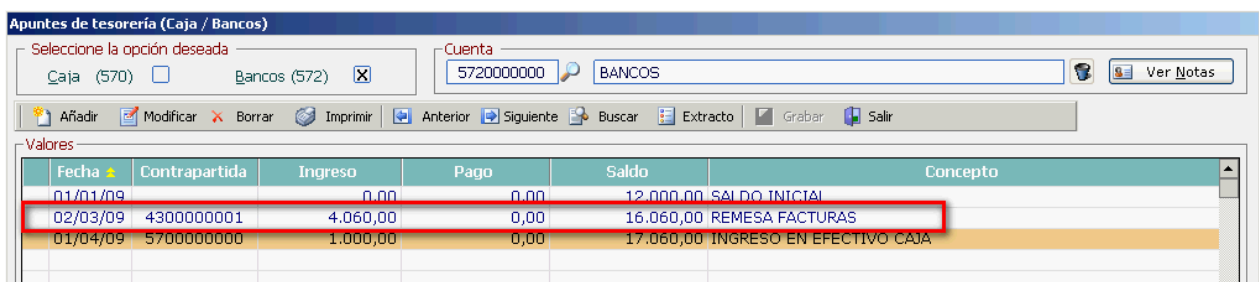 Apuntes de tesorería (Caja / Bancos)
Seleccione la opción deseada
Cuenta
Caja (570) Bancos (572) X 5720000000 BANCOS Ver Notas
Añadir Modificar Borrar Imprimir Anterior Siguiente Buscar Extracto Grabar Salir
Valores
Fecha Contrapartida Ingreso Pago Saldo Concepto
01/01/09 0,00 0,00 12.000,00 SALDO INICIAL
02/03/09 4300000001 4.060,00 0,00 16.060,00 REMESA FACTURAS
01/04/09 5700000000 1.000,00 0,00 17.060,00 INGRESO EN EFECTIVO CAJA